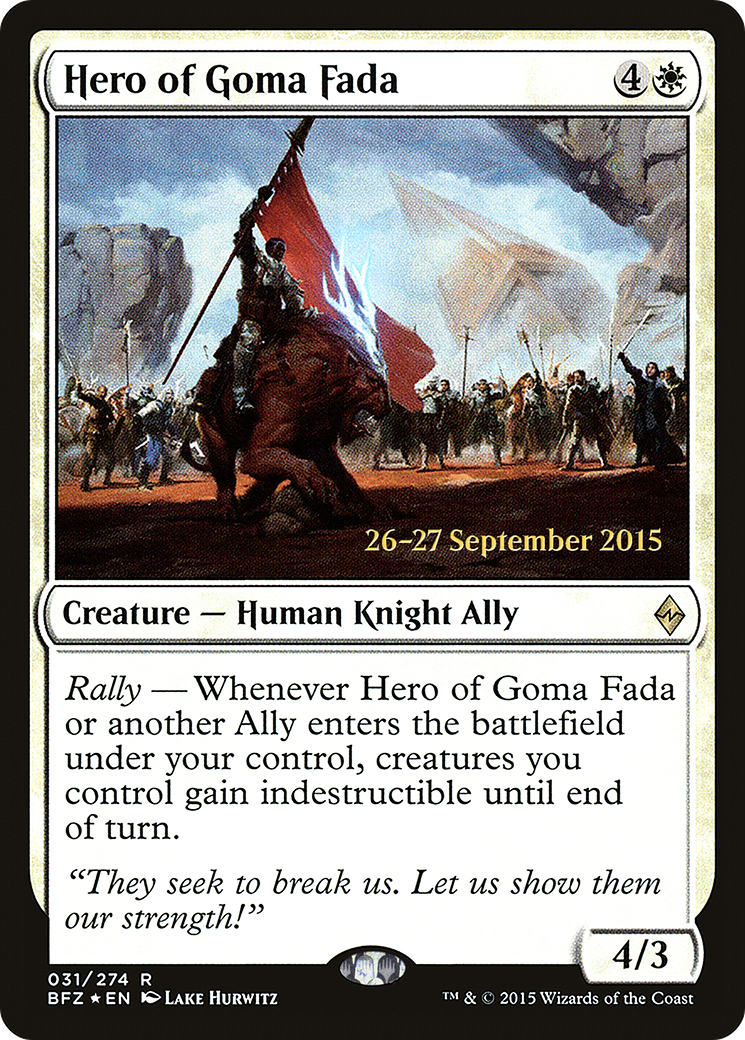 Hero of Goma Fada 4
26–27 September 2015
Creature — Human Knight Ally
Rally — Whenever Hero of Goma Fada
or another Ally enters the battlefield
under your control, creatures you
control gain indestructible until end
of turn.
“They seek to break us. Let us show them
our strength!”
4/3
031/274 R
BFZ ★ EN Lake Hurwitz
™ & © 2015 Wizards of the Coast